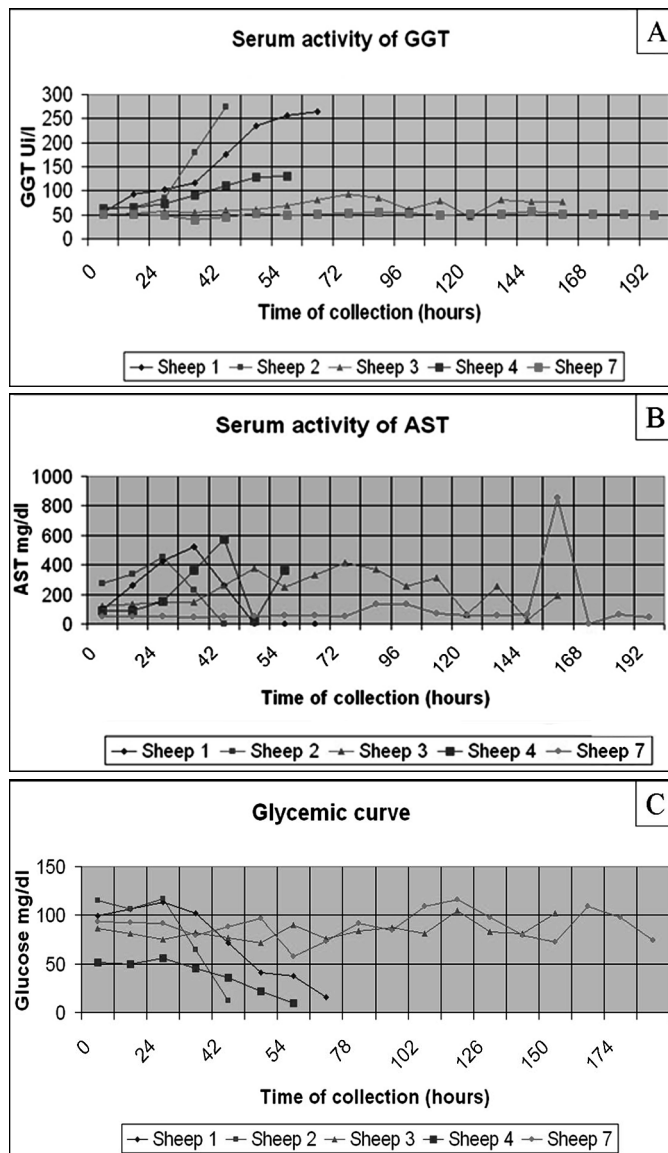 Serum activity of GGT
A
GGT Ui/l
300
250
200
150
100
50
0
0 24 42 54 72 96 120 144 168 192
Time of collection (hours)
Sheep 1 Sheep 2 Sheep 3 Sheep 4 Sheep 7
Serum activity of AST
B
AST mg/dl
1000
800
600
400
200
0
0 24 42 54 72 96 120 144 168 192
Time of collection (hours)
Sheep 1 Sheep 2 Sheep 3 Sheep 4 Sheep 7
Glycemic curve
C
Glucose mg/dl
150
100
50
0
0 24 42 54 78 102 126 150 174
Time of collection (hours)
Sheep 1 Sheep 2 Sheep 3 Sheep 4 Sheep 7